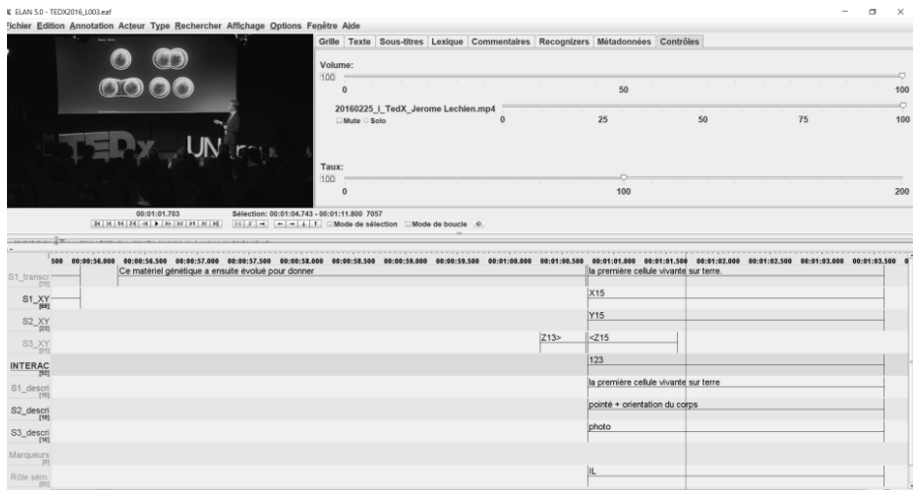 ELAN 5.0 - TEDX2016_L003.eaf
Fichier Edition Annotation Acteur Type Rechercher Affichage Options Fenêtre Aide
Grille Texte Sous-titres Lexique Commentaires Recognizers Métadonnées Contrôles
Volume:
100
0 50 100
20160225_i_TedX_Jerome Lechien.mp4
Mute Solo 0 25 50 75 100
TEDx UN
Taux:
100
0 100 200
00:01:01.703 Sélection: 00:01:04.743 - 00:01:11.800 7057
Mode de sélection Mode de boucle
500 00:00:56.000 00:00:56.500 00:00:57.000 00:00:57.500 00:00:58.000 00:00:58.500 00:00:59.000 00:00:59.500 00:01:00.000 00:01:00.500 00:01:01.000 00:01:01.500 00:01:02.000 00:01:02.500 00:01:03.000 00:01:03.500
S1_transcr Ce matériel génétique a ensuite évolué pour donner la première cellule vivante sur terre.
S1_XY X15
S2_XY Y15
S3_XY Z13> <Z15
INTERAC 123
S1_descri la première cellule vivante sur terre
S2_descri pointé + orientation du corps
S3_descri photo
Marqueurs
Rôle sém. IL